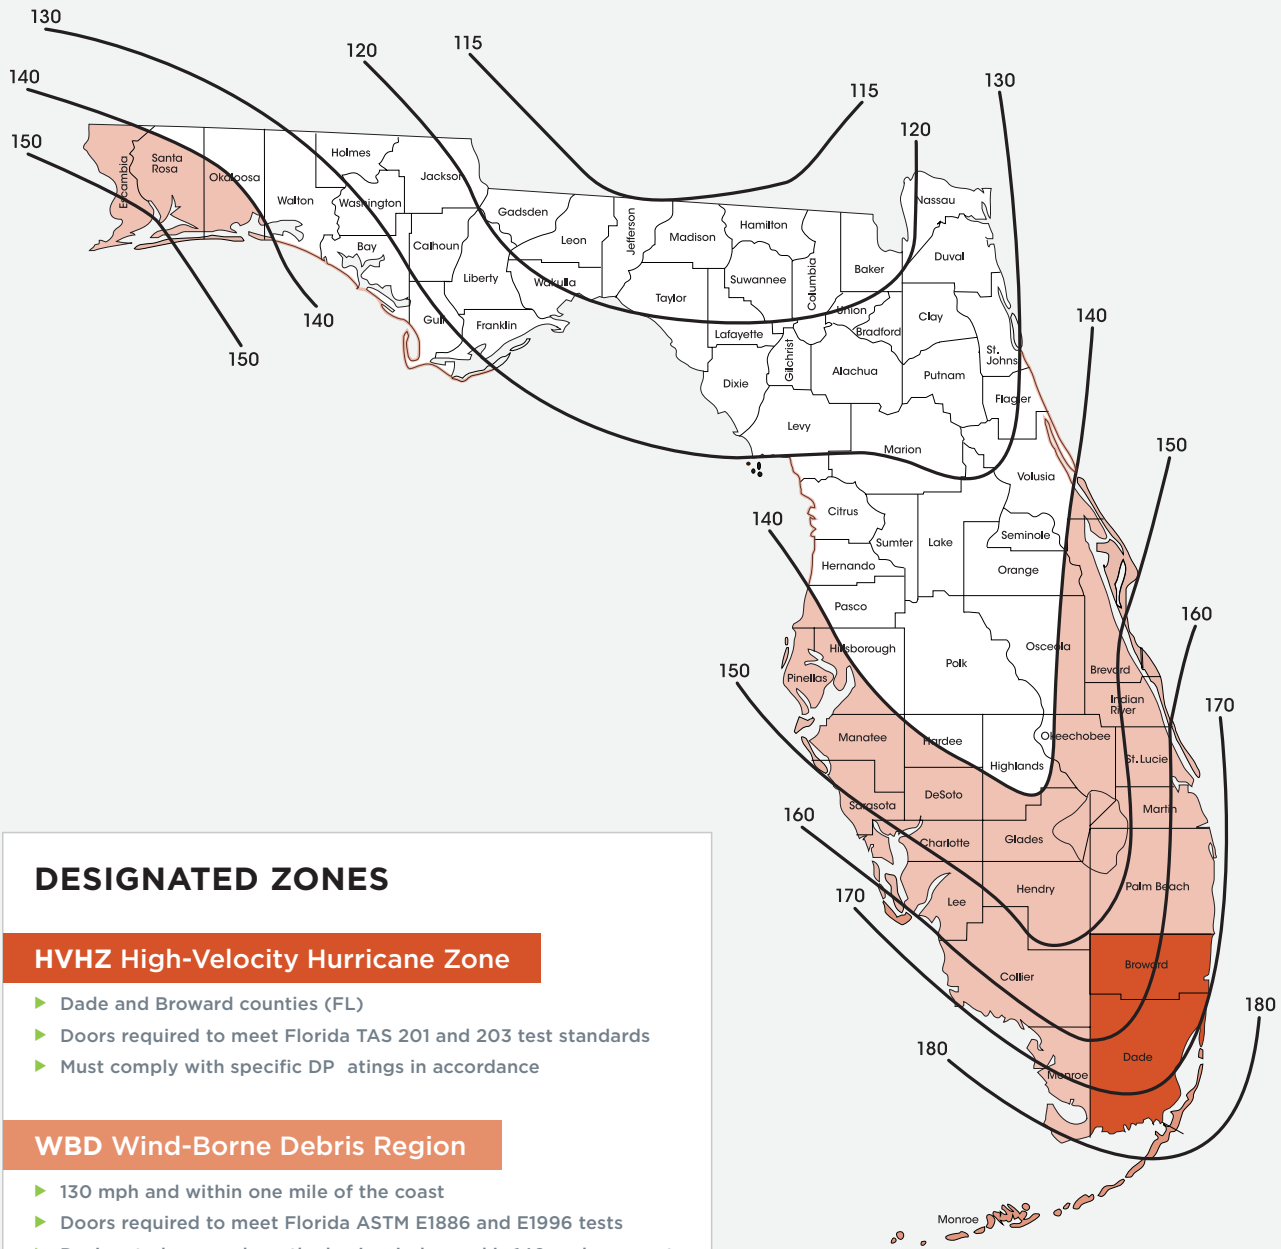 130
120
115
140
115
130
150
120
Escambia
Santa
Rosa
Okaloosa
Walton
Holmes
Washington
Jackson
Bay
Calhoun
Gulf
Liberty
Franklin
Gadsden
Leon
Wakulla
Jefferson
Madison
Taylor
Hamilton
Suwannee
Lafayette
Columbia
Baker
Union
Bradford
Nassau
Duval
Clay
St.
Johns
Dixie
Gilchrist
Alachua
Putnam
Flagler
Levy
Marion
Volusia
140
150
140
150
140
Citrus
Sumter
Lake
Seminole
Hernando
Orange
Pasco
160
Hillsborough
Polk
Osceola
Brevard
Pinellas
150
Indian
River
170
Manatee
Hardee
Highlands
Okeechobee
St. Lucie
Sarasota
DeSoto
Martin
160
Charlotte
Glades
170
Lee
Hendry
Palm Beach
Collier
Broward
180
180
Monroe
Dade
Monroe
DESIGNATED ZONES
HVHZ High-Velocity Hurricane Zone
Dade and Broward counties (FL)
Doors required to meet Florida TAS 201 and 203 test standards
Must comply with specific DP atings in accordance
WBD Wind-Borne Debris Region
130 mph and within one mile of the coast
Doors required to meet Florida ASTM E1886 and E1996 tests